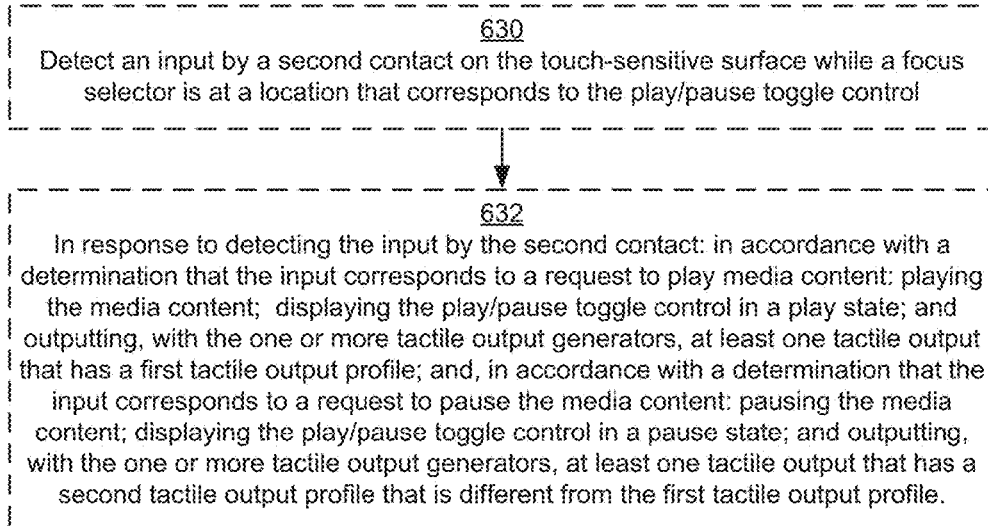 630
Detect an input by a second contact on the touch-sensitive surface while a focus
selector is at a location that corresponds to the play/pause toggle control
632
In response to detecting the input by the second contact: in accordance with a
determination that the input corresponds to a request to play media content: playing
the media content; displaying the play/pause toggle control in a play state; and
outputting, with the one or more tactile output generators, at least one tactile output
that has a first tactile output profile; and, in accordance with a determination that the
input corresponds to a request to pause the media content: pausing the media
content; displaying the play/pause toggle control in a pause state; and outputting,
with the one or more tactile output generators, at least one tactile output that has a
second tactile output profile that is different from the first tactile output profile.